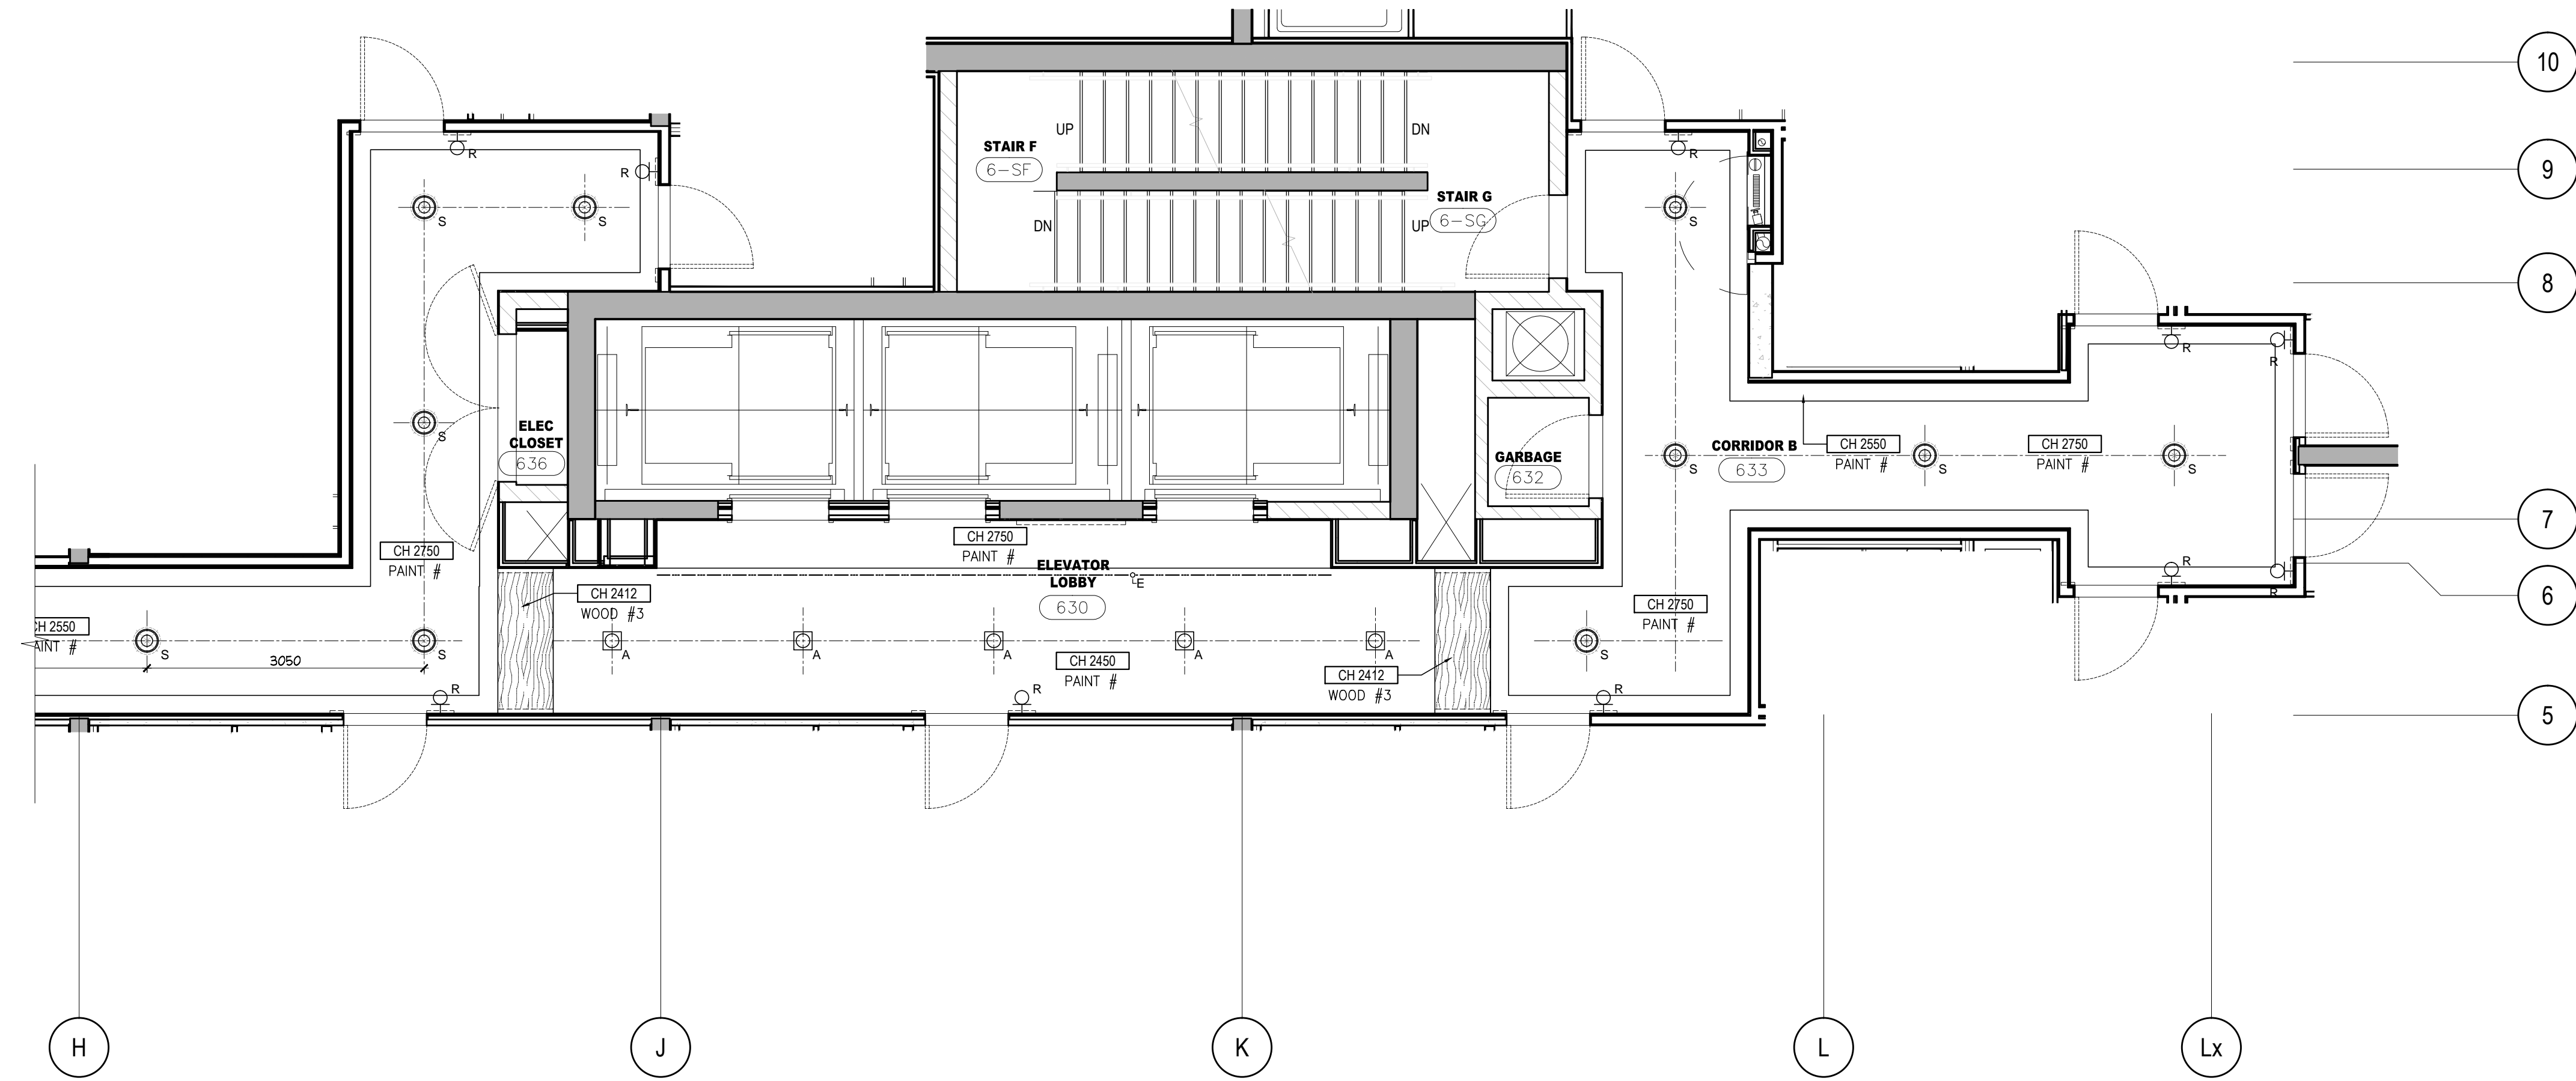 10
UP
DN
STAIR F
6-SF
R
R
R
9
STAIR G
6-SG
DN
UP
S
S
S
8
R
R
ELEC
CLOSET
636
S
GARBAGE
632
CORRIDOR B
633
S
CH 2550
PAINT #
S
CH 2750
PAINT #
S
7
CH 2750
PAINT #
CH 2750
PAINT #
ELEVATOR
LOBBY
630
E
R
R
6
CH 2412
WOOD #3
CH 2750
PAINT #
CH 2550
PAINT #
S
3050
S
A
A
A
A
A
S
CH 2450
PAINT #
CH 2412
WOOD #3
R
R
R
5
H
J
K
L
Lx